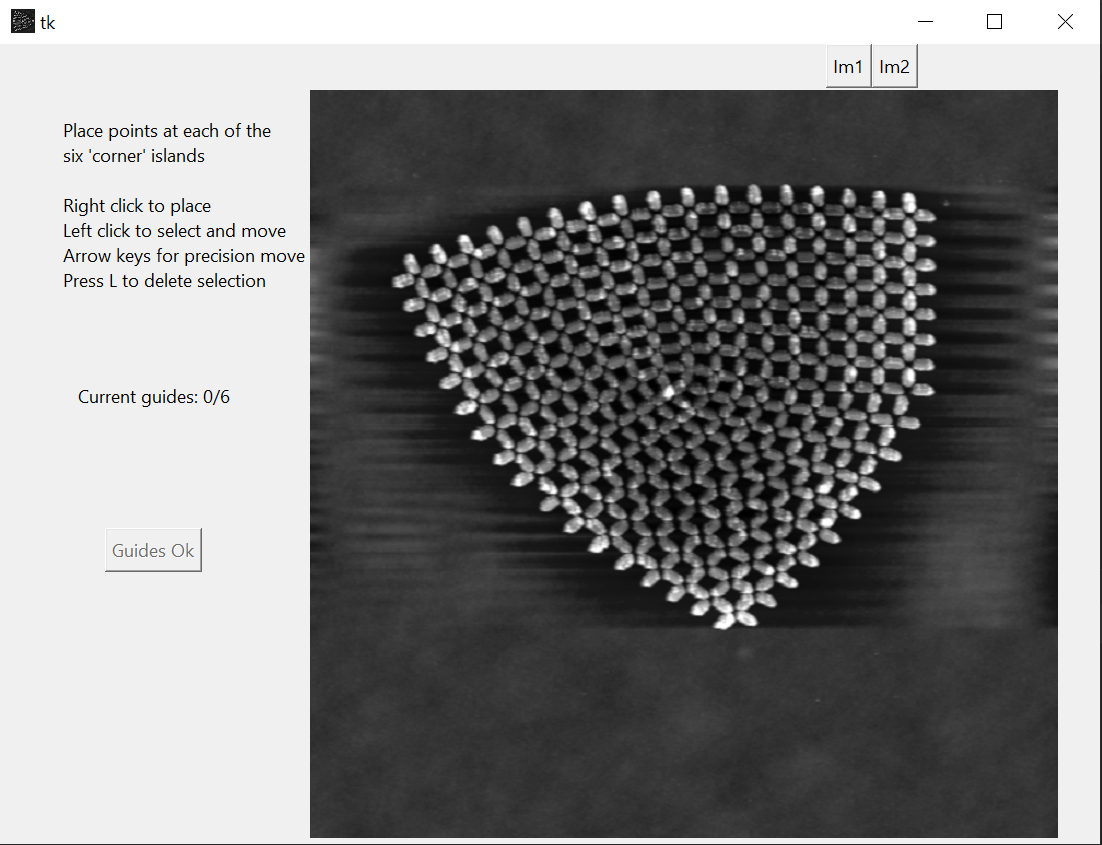 tk
Im1 Im2
Place points at each of the
six 'corner' islands
Right click to place
Left click to select and move
Arrow keys for precision move
Press L to delete selection
Current guides: 0/6
Guides Ok